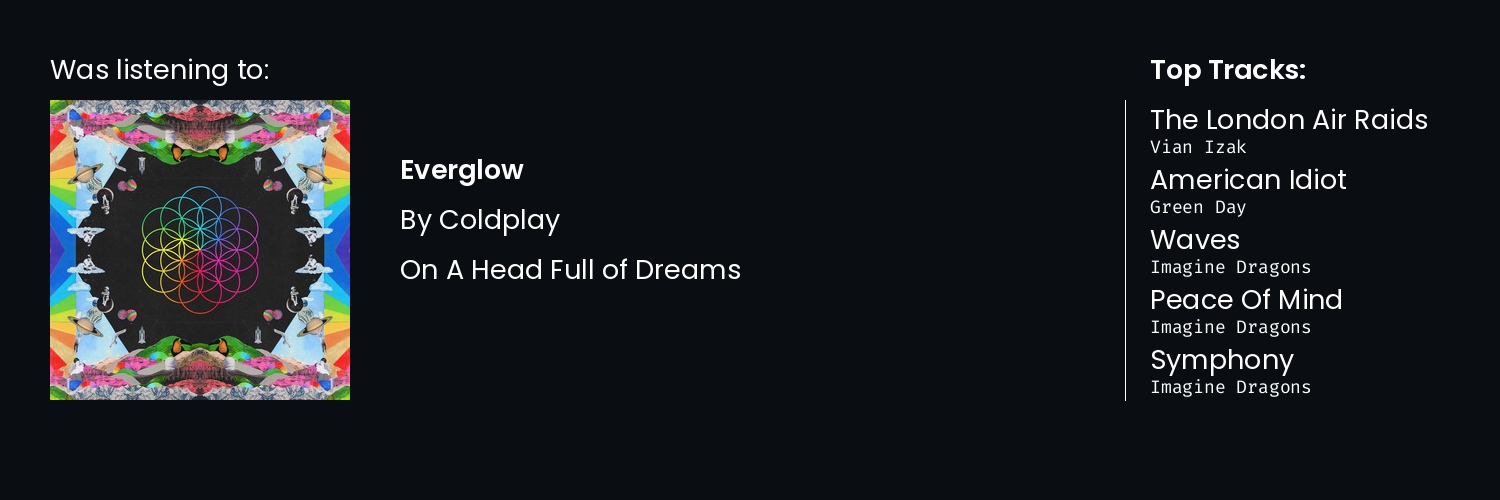 Was listening to:
Everglow
By Coldplay
On A Head Full of Dreams
Top Tracks:
The London Air Raids
Vian Izak
American Idiot
Green Day
Waves
Imagine Dragons
Peace Of Mind
Imagine Dragons
Symphony
Imagine Dragons